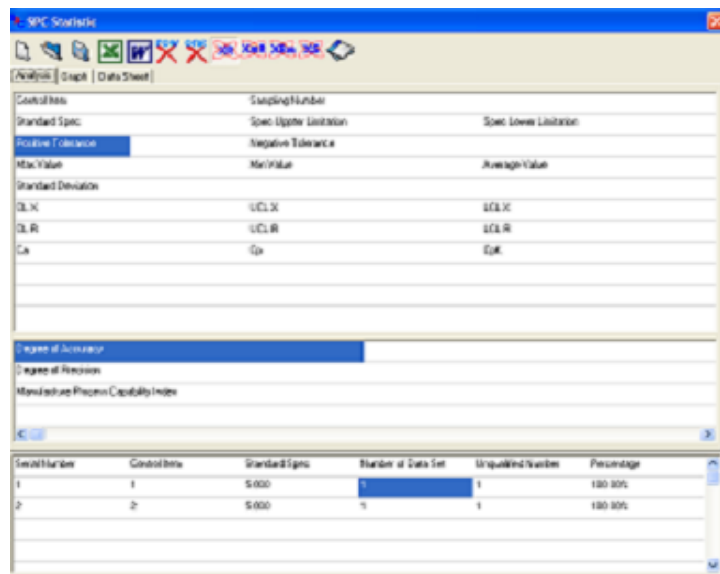 SPC Statistic
Analysis Graph Data Sheet
Control Item Sampling Number
Standard Spec Spec Upper Limitation Spec Lower Limitation
Positive Tolerance Negative Tolerance
Max Value Min Value Average Value
Standard Deviation
CL X UCL X LCL X
CL R UCL R LCL R
Ca Cp CpK
Degree of Accuracy
Degree of Precision
Manufacture Process Capability Index
Serial Number Control Item Standard Spec Number of Data Set Unqualified Number Percentage
1 1 5.000 1 1 100.00%
2 2 5.000 1 1 100.00%